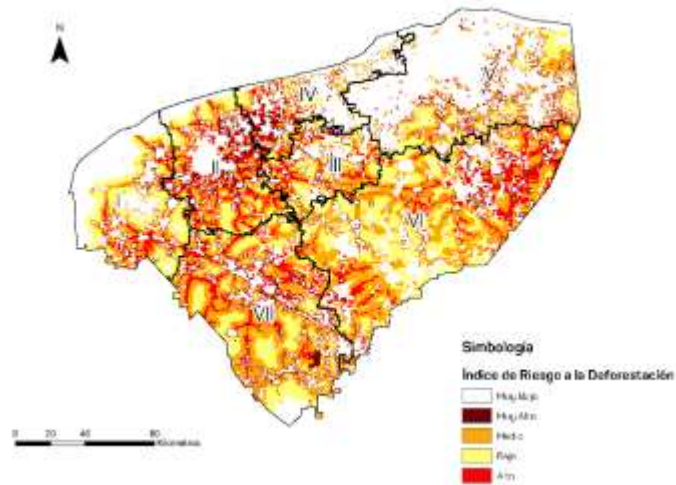 N
IV
V
II
III
I
VI
VII
Simbología
Índice de Riesgo a la Deforestación
Muy Bajo
Muy Alto
Medio
Bajo
Alto
0 20 40 80
Kilómetros